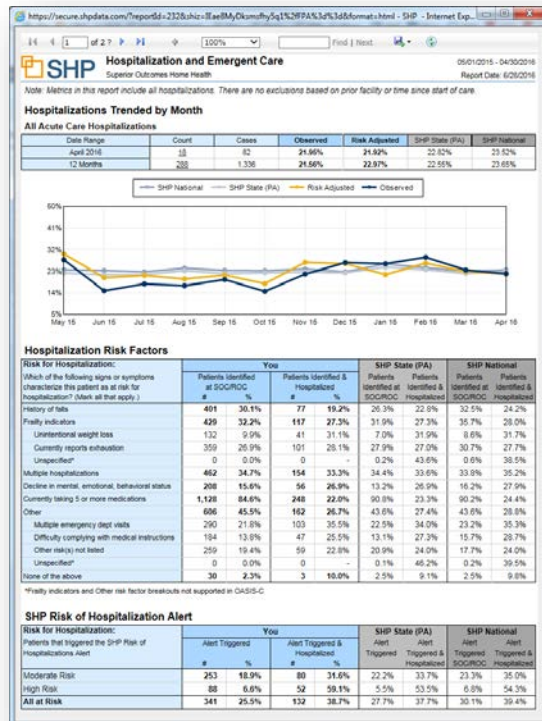 https://secure.shpdata.com/?reportId=232&shiz=IEae8MyDksmsfhy5q1%2FPA%3d%3d&format=html - SHP - Internet Exp...
1 of 2 ? 100% Find | Next
SHP Hospitalization and Emergent Care 05/01/2015 - 04/30/2016
Superior Outcomes Home Health Report Date: 6/26/2016
Note: Metrics in this report include all hospitalizations. There are no exclusions based on prior facility or time since start of care.
Hospitalizations Trended by Month
All Acute Care Hospitalizations
Date Range Count Cases Observed Risk Adjusted SHP State (PA) SHP National
April 2016 18 82 21.95% 21.92% 22.82% 23.52%
12 Months 288 1,336 21.56% 22.97% 22.55% 23.65%
SHP National SHP State (PA) Risk Adjusted Observed
50%
41%
32%
23%
14%
5%
May 15 Jun 15 Jul 15 Aug 15 Sep 15 Oct 15 Nov 15 Dec 15 Jan 16 Feb 16 Mar 16 Apr 16
Hospitalization Risk Factors
Risk for Hospitalization: You SHP State (PA) SHP National
Which of the following signs or symptoms characterize this patient as at risk for hospitalization? (Mark all that apply.) Patients Identified at SOC/ROC Patients Identified & Hospitalized Patients Identified at SOC/ROC Patients Identified & Hospitalized Patients Identified at SOC/ROC Patients Identified & Hospitalized
# % # %
History of falls 401 30.1% 77 19.2% 26.3% 22.8% 32.5% 24.2%
Frailty indicators 429 32.2% 117 27.3% 31.9% 27.3% 35.7% 28.0%
Unintentional weight loss 132 9.9% 41 31.1% 7.0% 31.9% 8.6% 31.7%
Currently reports exhaustion 359 26.9% 101 28.1% 27.9% 27.0% 30.7% 27.7%
Unspecified* 0 0.0% 0 - 0.2% 43.6% 0.6% 38.5%
Multiple hospitalizations 462 34.7% 154 33.3% 34.4% 33.6% 33.8% 35.2%
Decline in mental, emotional, behavioral status 208 15.6% 56 26.9% 13.2% 26.9% 16.2% 27.9%
Currently taking 5 or more medications 1,128 84.6% 248 22.0% 90.8% 23.3% 90.2% 24.4%
Other 606 45.5% 162 26.7% 43.6% 27.4% 43.6% 28.8%
Multiple emergency dept visits 290 21.8% 103 35.5% 22.5% 34.0% 23.2% 35.3%
Difficulty complying with medical instructions 184 13.8% 47 25.5% 13.1% 27.3% 15.7% 28.7%
Other risk(s) not listed 259 19.4% 59 22.8% 20.9% 24.0% 17.7% 24.0%
Unspecified* 0 0.0% 0 - 0.1% 46.2% 0.2% 39.5%
None of the above 30 2.3% 3 10.0% 2.5% 9.1% 2.5% 9.8%
*Frailty indicators and Other risk factor breakouts not supported in OASIS-C
SHP Risk of Hospitalization Alert
Risk for Hospitalization: You SHP State (PA) SHP National
Patients that triggered the SHP Risk of Hospitalizations Alert Alert Triggered Alert Triggered & Hospitalized Alert Triggered Alert Triggered & Hospitalized Alert Triggered SOC/ROC Alert Triggered & Hospitalized
# % # %
Moderate Risk 253 18.9% 80 31.6% 22.2% 33.7% 23.3% 35.0%
High Risk 88 6.6% 52 59.1% 5.5% 53.5% 6.8% 54.3%
All at Risk 341 25.5% 132 38.7% 27.7% 37.7% 30.1% 39.4%